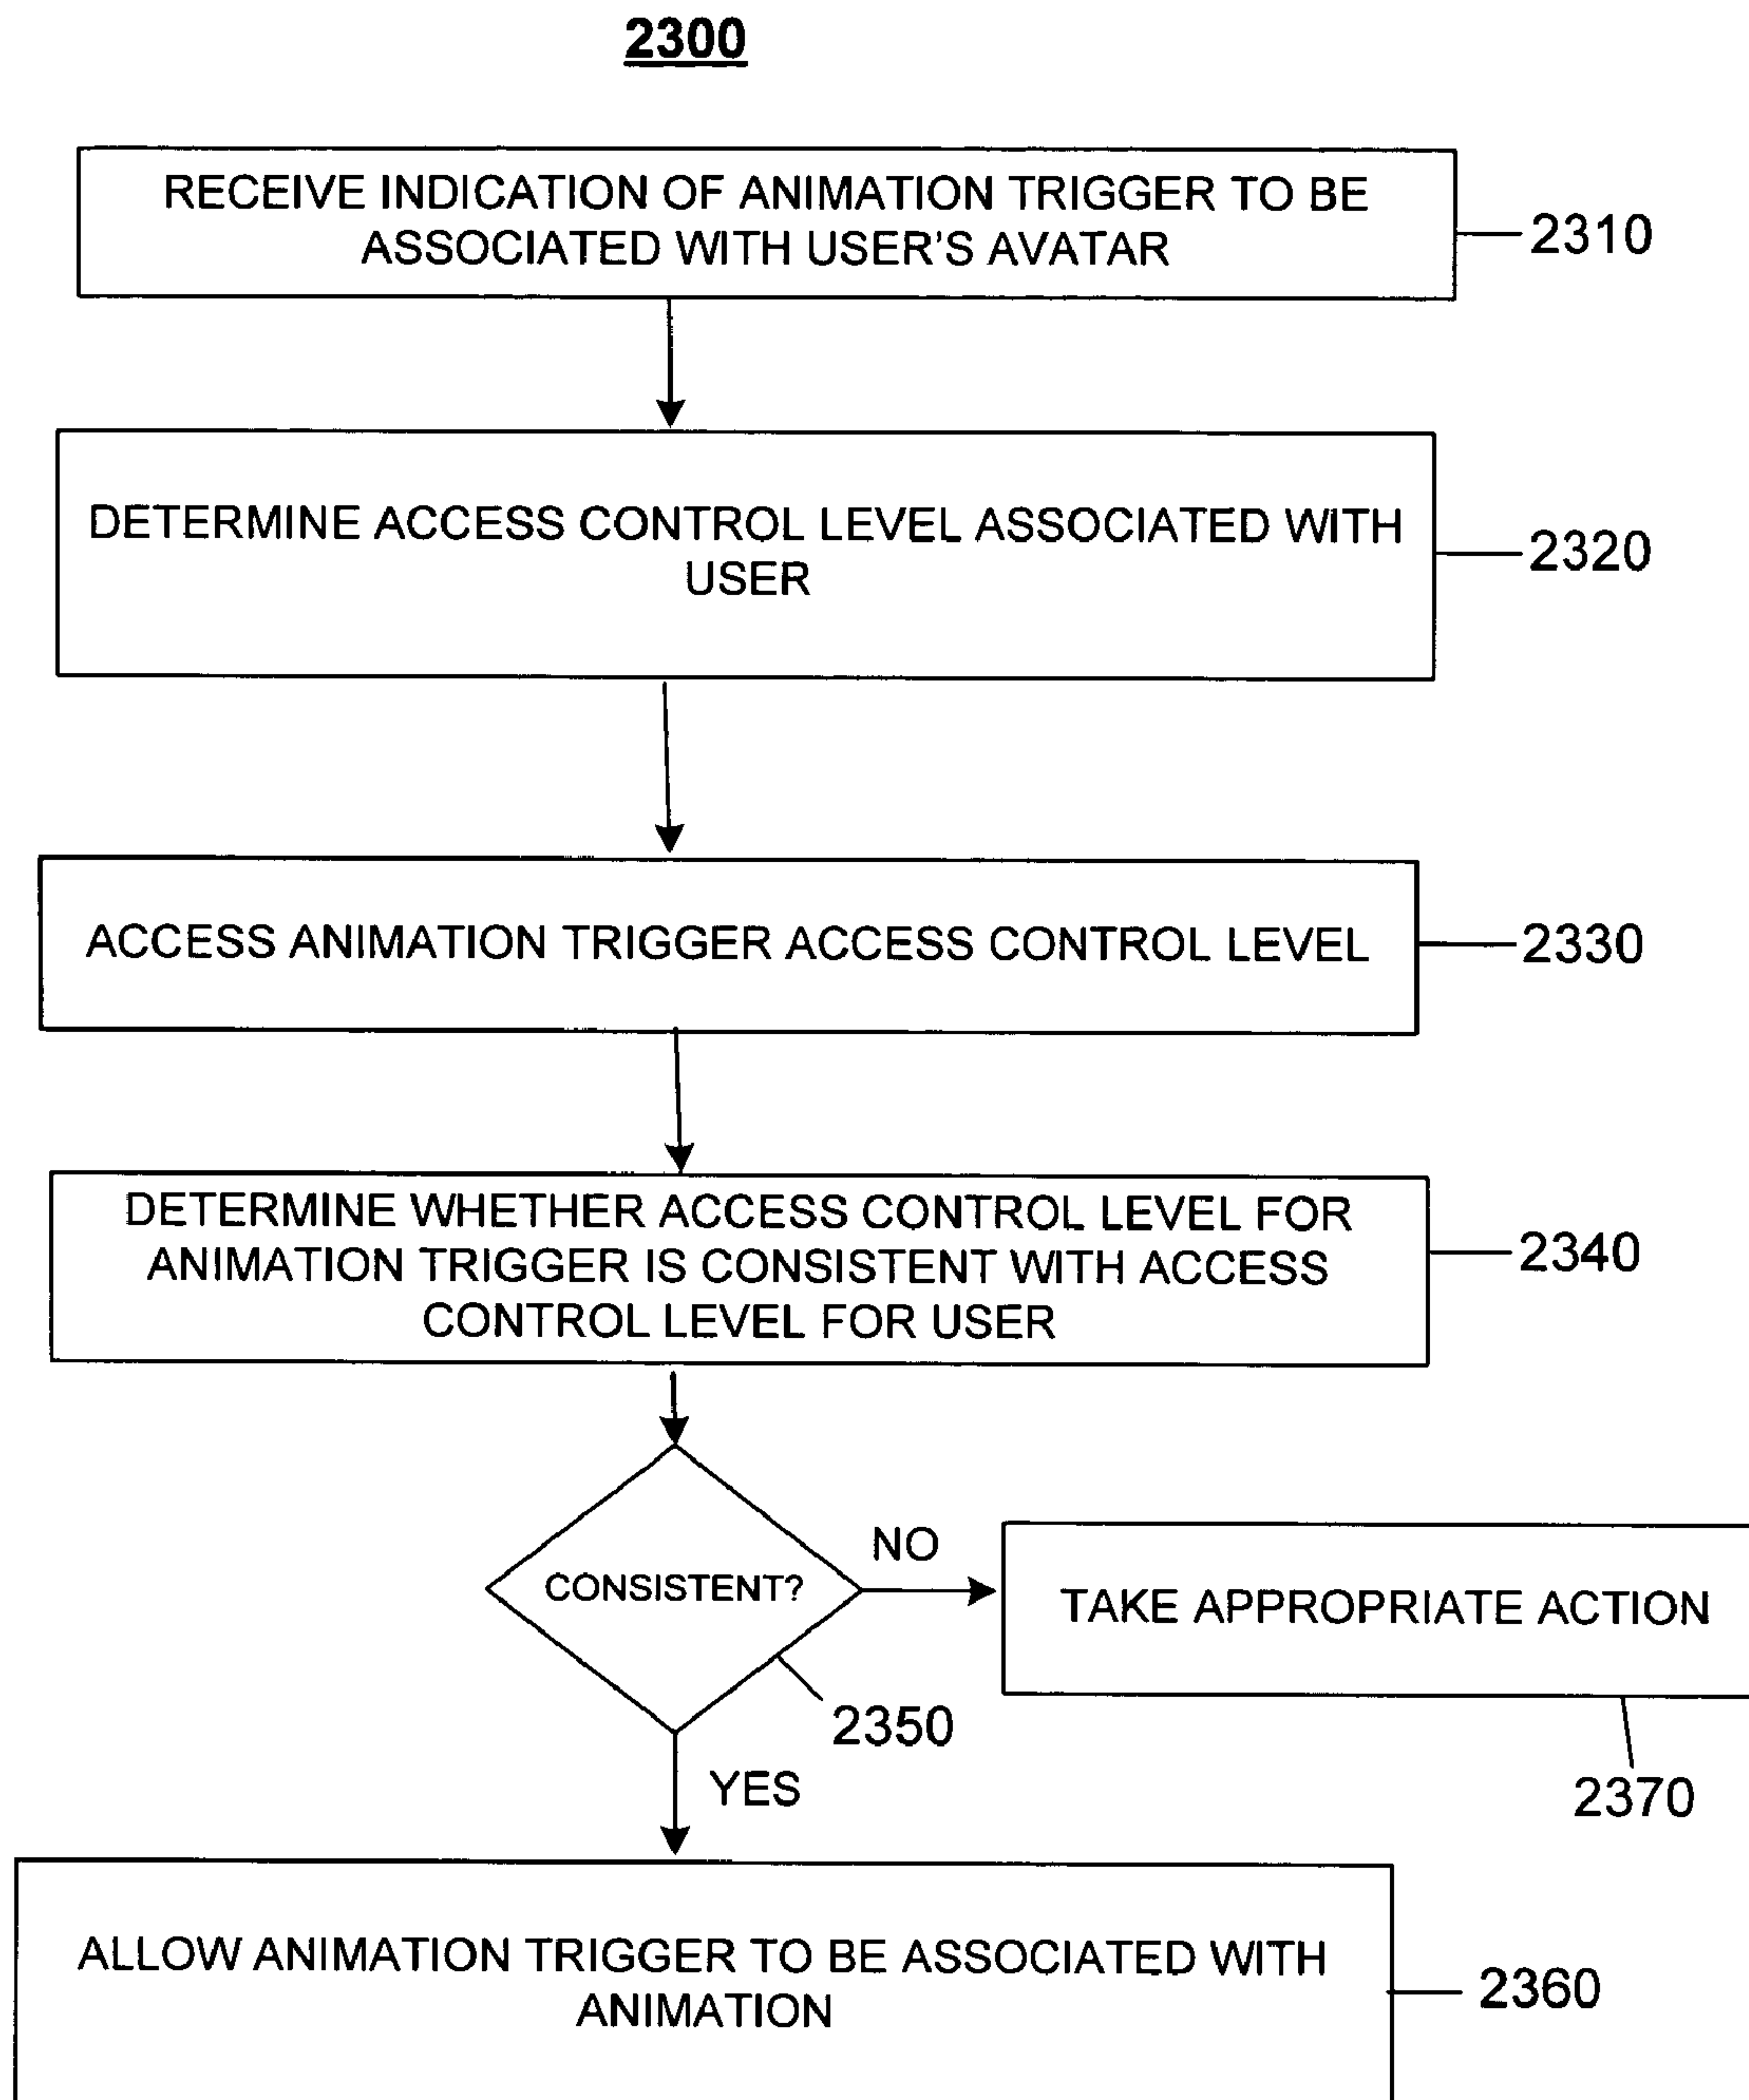 2300
RECEIVE INDICATION OF ANIMATION TRIGGER TO BE
ASSOCIATED WITH USER'S AVATAR
2310
DETERMINE ACCESS CONTROL LEVEL ASSOCIATED WITH
USER
2320
ACCESS ANIMATION TRIGGER ACCESS CONTROL LEVEL
2330
DETERMINE WHETHER ACCESS CONTROL LEVEL FOR
ANIMATION TRIGGER IS CONSISTENT WITH ACCESS
CONTROL LEVEL FOR USER
2340
CONSISTENT?
NO
TAKE APPROPRIATE ACTION
2350
2370
YES
ALLOW ANIMATION TRIGGER TO BE ASSOCIATED WITH
ANIMATION
2360